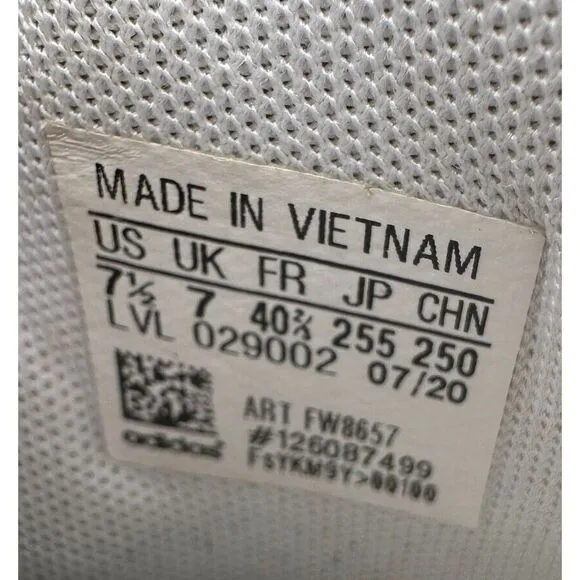 MADE IN VIETNAM
US UK FR JP CHN
7½ 7 40⅔ 255 250
LVL 029002 07/20
ART FW8657
adidas
#126087499